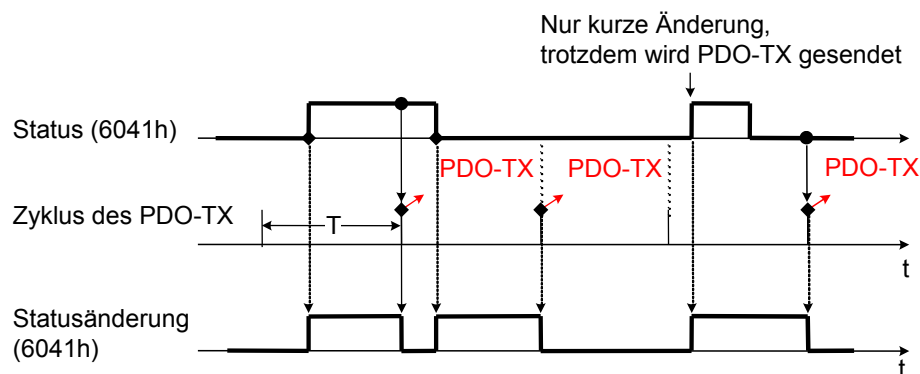 Nur kurze Änderung,
trotzdem wird PDO-TX gesendet
Status (6041h)
PDO-TX
PDO-TX
PDO-TX
Zyklus des PDO-TX
T
t
Statusänderung
(6041h)
t